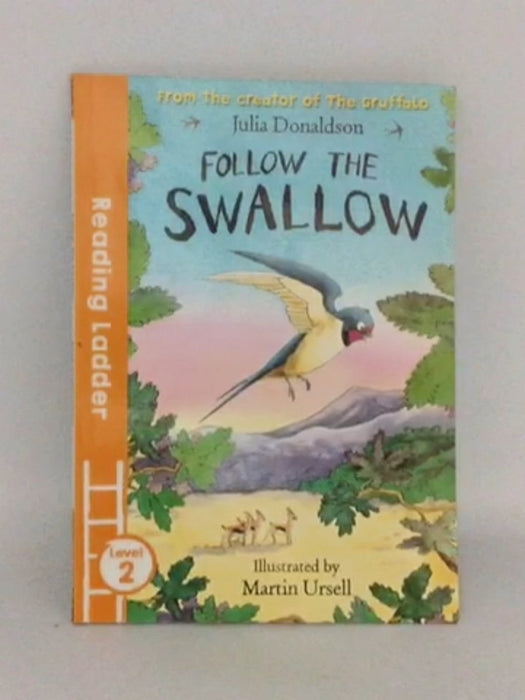 From The creator of The Gruffalo
Julia Donaldson
FOLLOW THE
SWALLOW
Reading Ladder
Level
2
Illustrated by
Martin Ursell